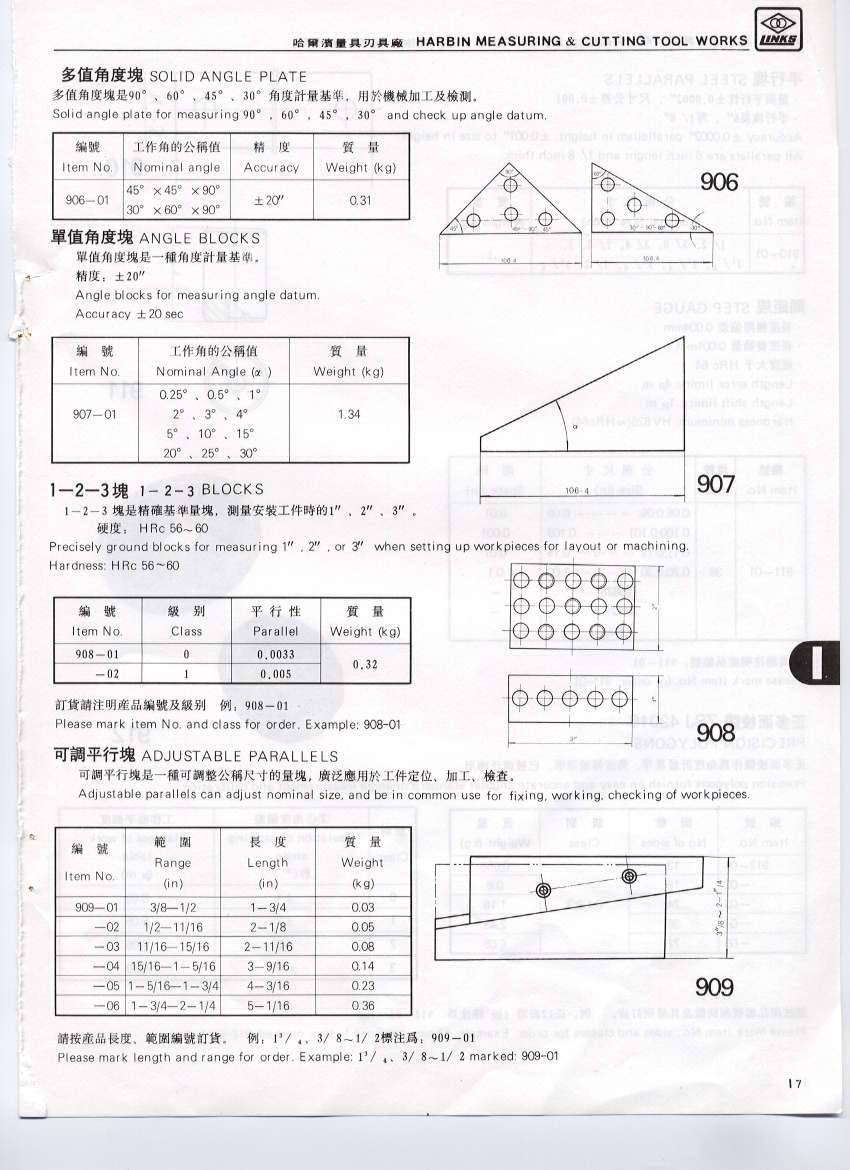 哈爾濱量具刃具廠 HARBIN MEASURING & CUTTING TOOL WORKS
LINKS
多值角度塊 SOLID ANGLE PLATE
多值角度塊是90°、60°、45°、30°角度計量基準，用於機械加工及檢測。
Solid angle plate for measuring 90°, 60°, 45°, 30° and check up angle datum.
編號 工作角的公稱值 精 度 質 量
Item No. Nominal angle Accuracy Weight (kg)
906—01 45°×45°×90° ±20″ 0.31
30°×60°×90°
906
106.4 106.4
單值角度塊 ANGLE BLOCKS
單值角度塊是一種角度計量基準。
精度：±20″
Angle blocks for measuring angle datum.
Accuracy ±20 sec
編 號 工作角的公稱值 質 量
Item No. Nominal Angle (α) Weight (kg)
0.25°、0.5°、1°
907—01 2°、3°、4° 1.34
5°、10°、15°
20°、25°、30°
α
106·4
907
1—2—3塊 1-2-3 BLOCKS
1—2—3 塊是精確基準量塊，測量安裝工件時的1″、2″、3″。
硬度：HRc 56~60
Precisely ground blocks for measuring 1″, 2″, or 3″ when setting up workpieces for layout or machining.
Hardness: HRc 56~60
編 號 級 别 平 行 性 質 量
Item No. Class Parallel Weight (kg)
908—01 0 0.0033 0.32
—02 1 0.005
2″
1″
3″
908
訂貨請注明産品編號及級别 例：908—01
Please mark item No. and class for order. Example: 908-01
可調平行塊 ADJUSTABLE PARALLELS
可調平行塊是一種可調整公稱尺寸的量塊，廣泛應用於工件定位、加工、檢查。
Adjustable parallels can adjust nominal size, and be in common use for fixing, working, checking of workpieces.
編 號 範 圍 長 度 質 量
Item No. Range Length Weight
(in) (in) (kg)
909—01 3/8—1/2 1—3/4 0.03
—02 1/2—11/16 2—1/8 0.05
—03 11/16—15/16 2—11/16 0.08
—04 15/16—1—5/16 3—9/16 0.14
—05 1—5/16—1—3/4 4—3/16 0.23
—06 1—3/4—2—1/4 5—1/16 0.36
3″/8~2-1″/4
909
請按産品長度、範圍編號訂貨。 例：1³/₄、3/8~1/2標注爲：909—01
Please mark length and range for order. Example: 1³/₄、3/8~1/2 marked: 909-01
I
17